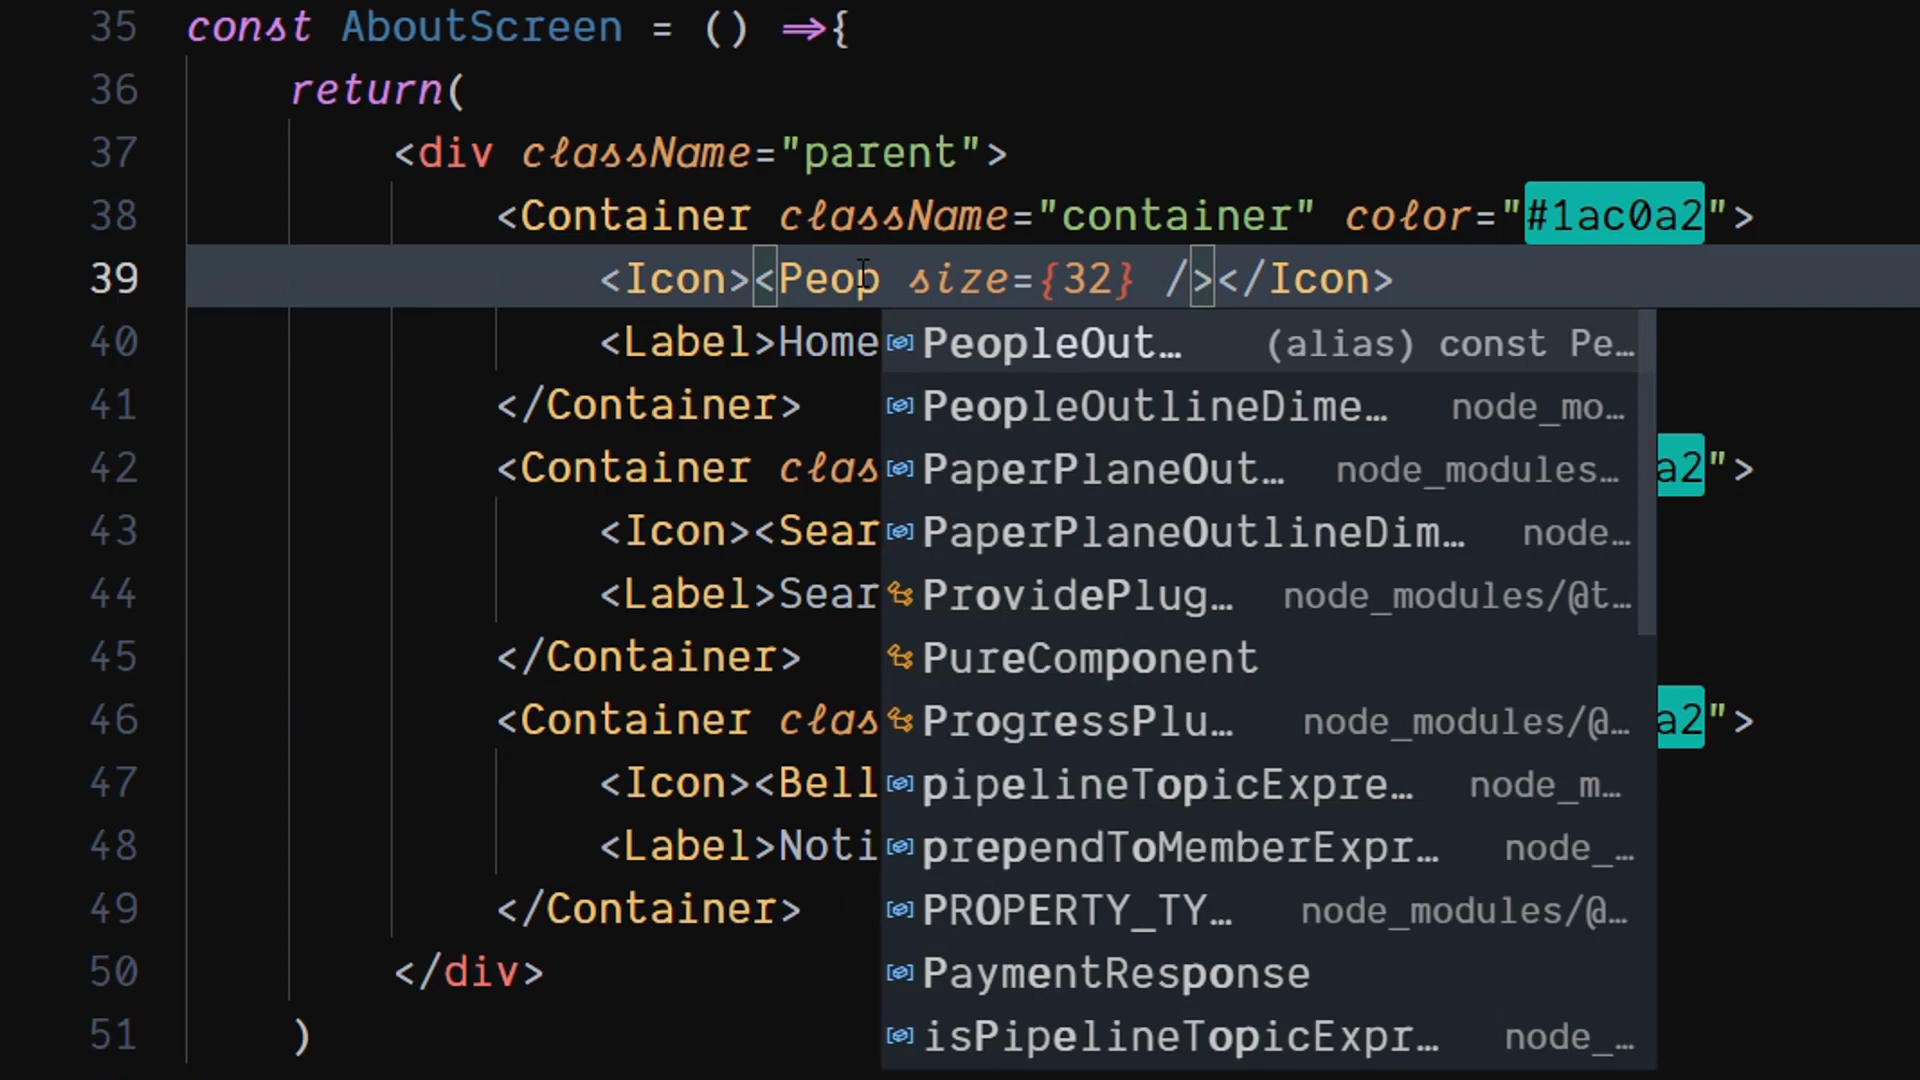 35 const AboutScreen = () =>{
36 return(
37 <div className="parent">
38 <Container className="container" color="#1ac0a2">
39 <Icon><Peop size={32} /></Icon>
40 <Label>Home
PeopleOut… (alias) const Pe…
41 </Container>
PeopleOutlineDime… node_mo…
42 <Container clas a2">
PaperPlaneOut… node_modules…
43 <Icon><Sear
PaperPlaneOutlineDim… node…
44 <Label>Sear
ProvidePlug… node_modules/@t…
45 </Container>
PureComponent
46 <Container clas a2">
ProgressPlu… node_modules/@…
47 <Icon><Bell
pipelineTopicExpre… node_m…
48 <Label>Noti
prependToMemberExpr… node_…
49 </Container>
PROPERTY_TY… node_modules/@…
50 </div>
PaymentResponse
51 )
isPipelineTopicExpr… node_…